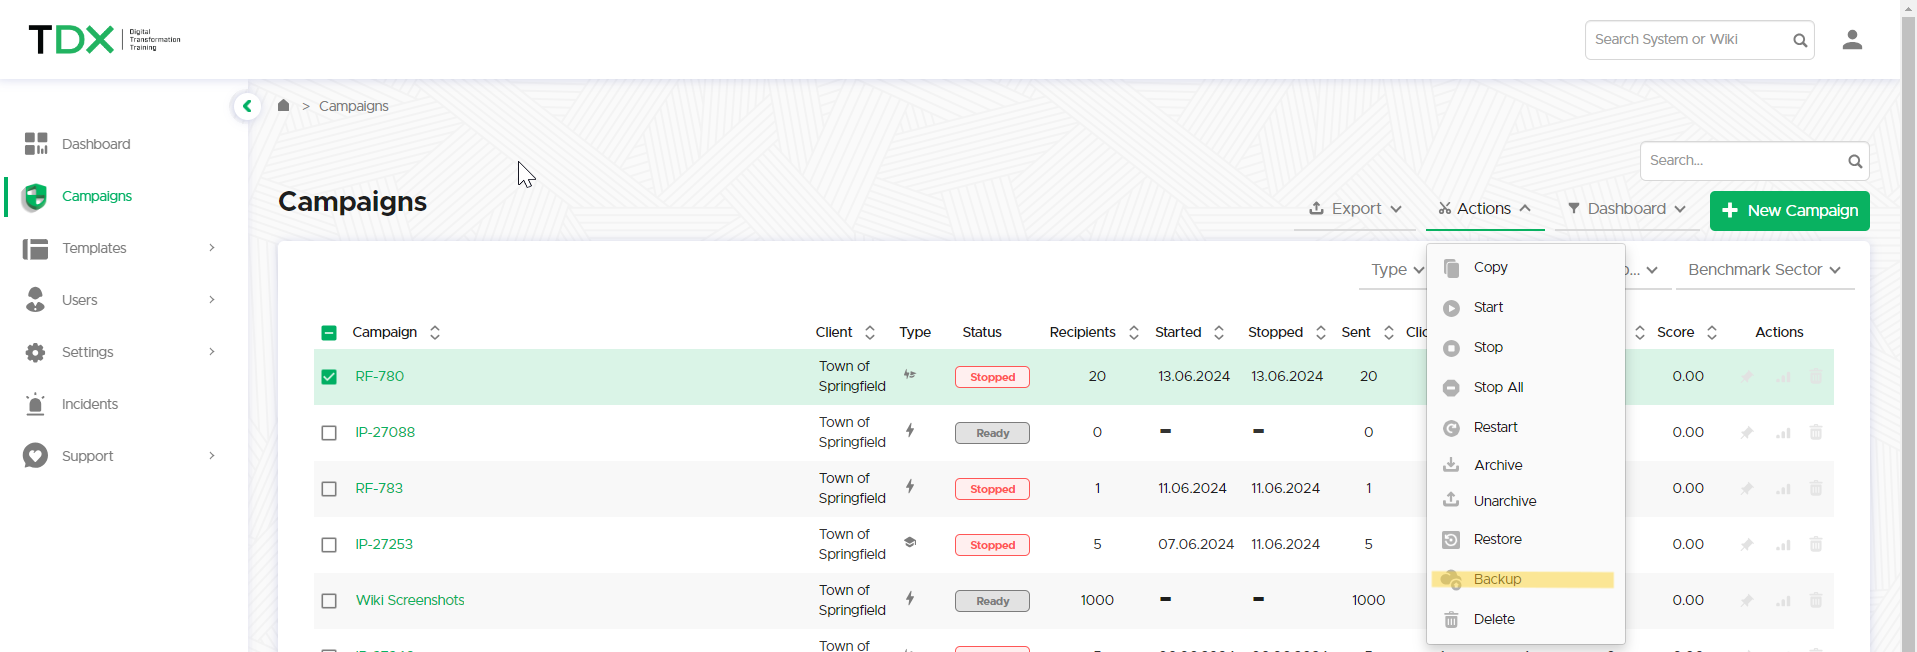 TDX Digital
Transformation
Training
Search System or Wiki
> Campaigns
Dashboard
Campaigns
Templates
Users
Settings
Incidents
Support
Search...
Campaigns
Export Actions Dashboard New Campaign
Type Benchmark Sector
Copy
Start
Stop
Stop All
Restart
Archive
Unarchive
Restore
Backup
Delete
Campaign Client Type Status Recipients Started Stopped Sent Score Actions
RF-780 Town of Springfield Stopped 20 13.06.2024 13.06.2024 20 0.00
IP-27088 Town of Springfield Ready 0 – – 0 0.00
RF-783 Town of Springfield Stopped 1 11.06.2024 11.06.2024 1 0.00
IP-27253 Town of Springfield Stopped 5 07.06.2024 11.06.2024 5 0.00
Wiki Screenshots Town of Springfield Ready 1000 – – 1000 0.00
Town of